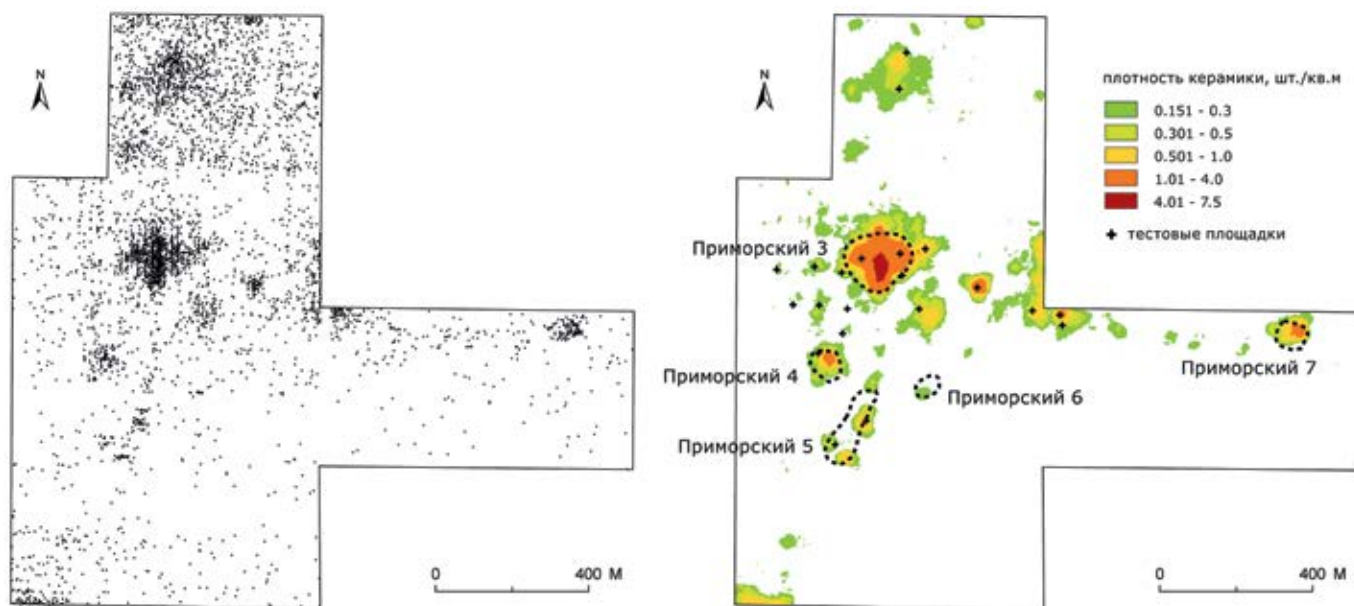 N
0
400 М
N
плотность керамики, шт./кв.м
0.151 - 0.3
0.301 - 0.5
0.501 - 1.0
1.01 - 4.0
4.01 - 7.5
тестовые площадки
Приморский 3
Приморский 4
Приморский 7
Приморский 6
Приморский 5
0
400 М